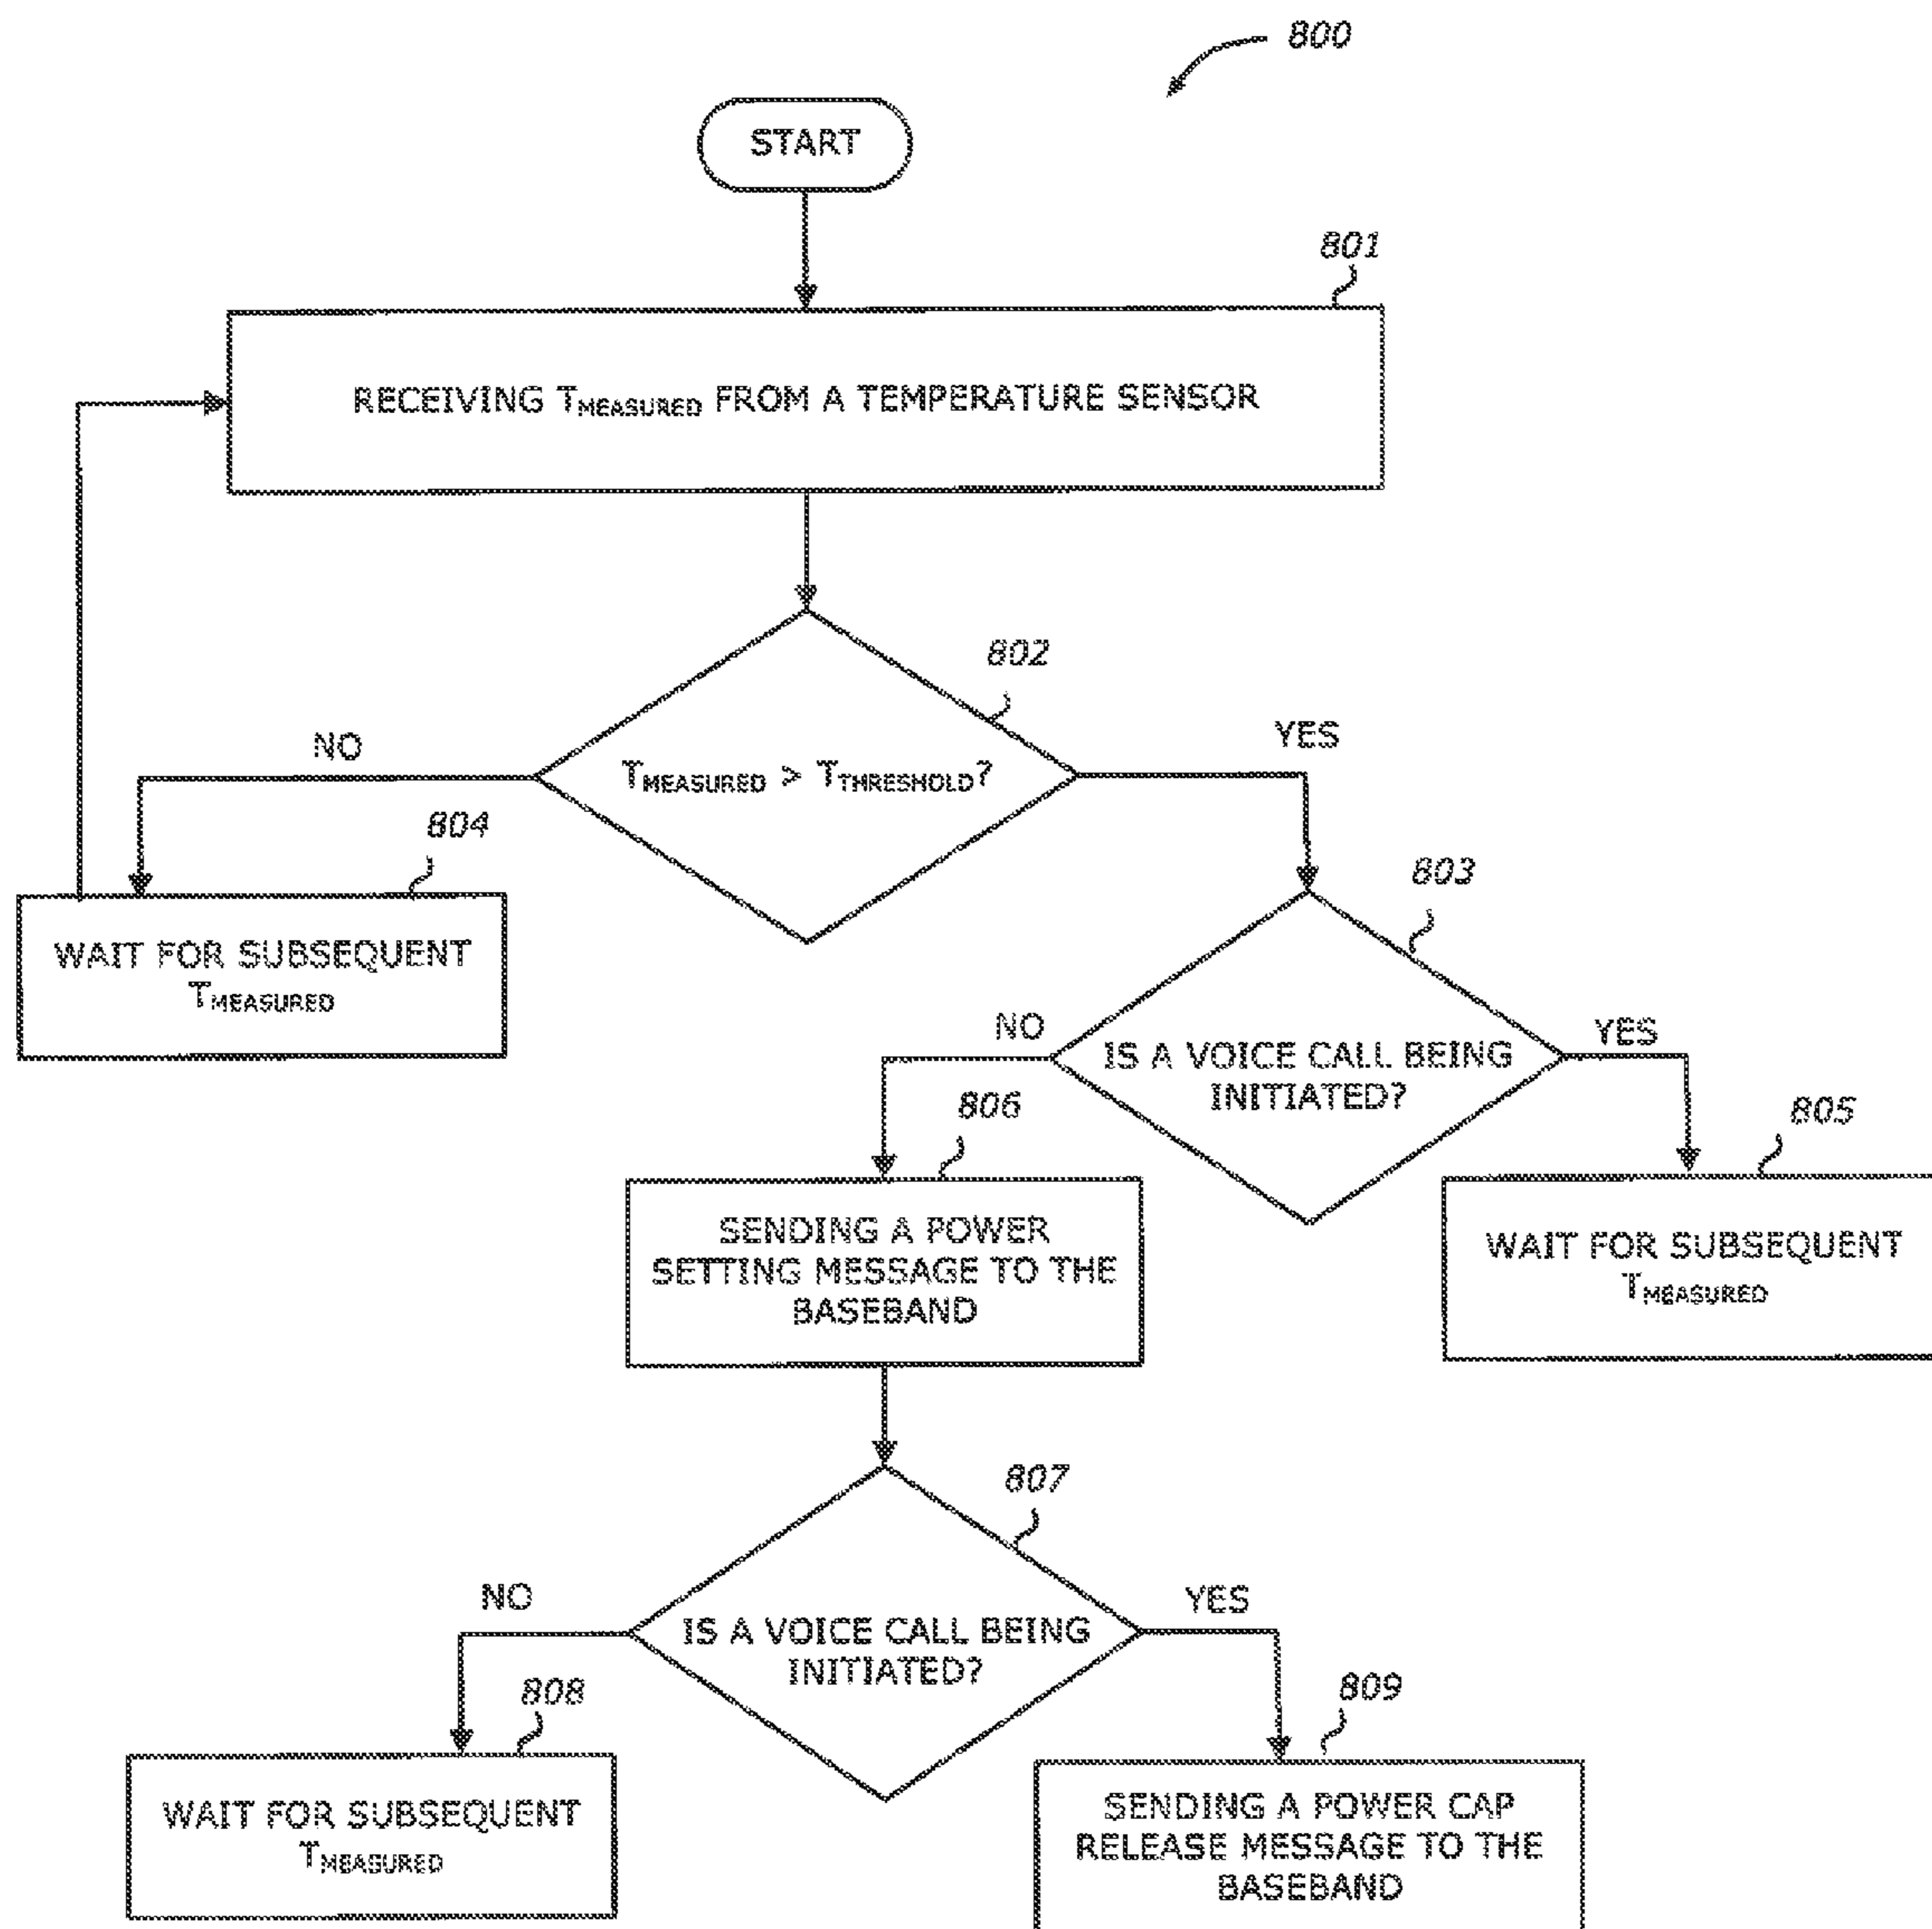 800
START
801
RECEIVING TMEASURED FROM A TEMPERATURE SENSOR
802
NO
YES
TMEASURED > TTHRESHOLD?
804
803
WAIT FOR SUBSEQUENT
TMEASURED
NO
YES
IS A VOICE CALL BEING
INITIATED?
806
805
SENDING A POWER
SETTING MESSAGE TO THE
BASEBAND
WAIT FOR SUBSEQUENT
TMEASURED
807
NO
YES
IS A VOICE CALL BEING
INITIATED?
808
809
WAIT FOR SUBSEQUENT
TMEASURED
SENDING A POWER CAP
RELEASE MESSAGE TO THE
BASEBAND